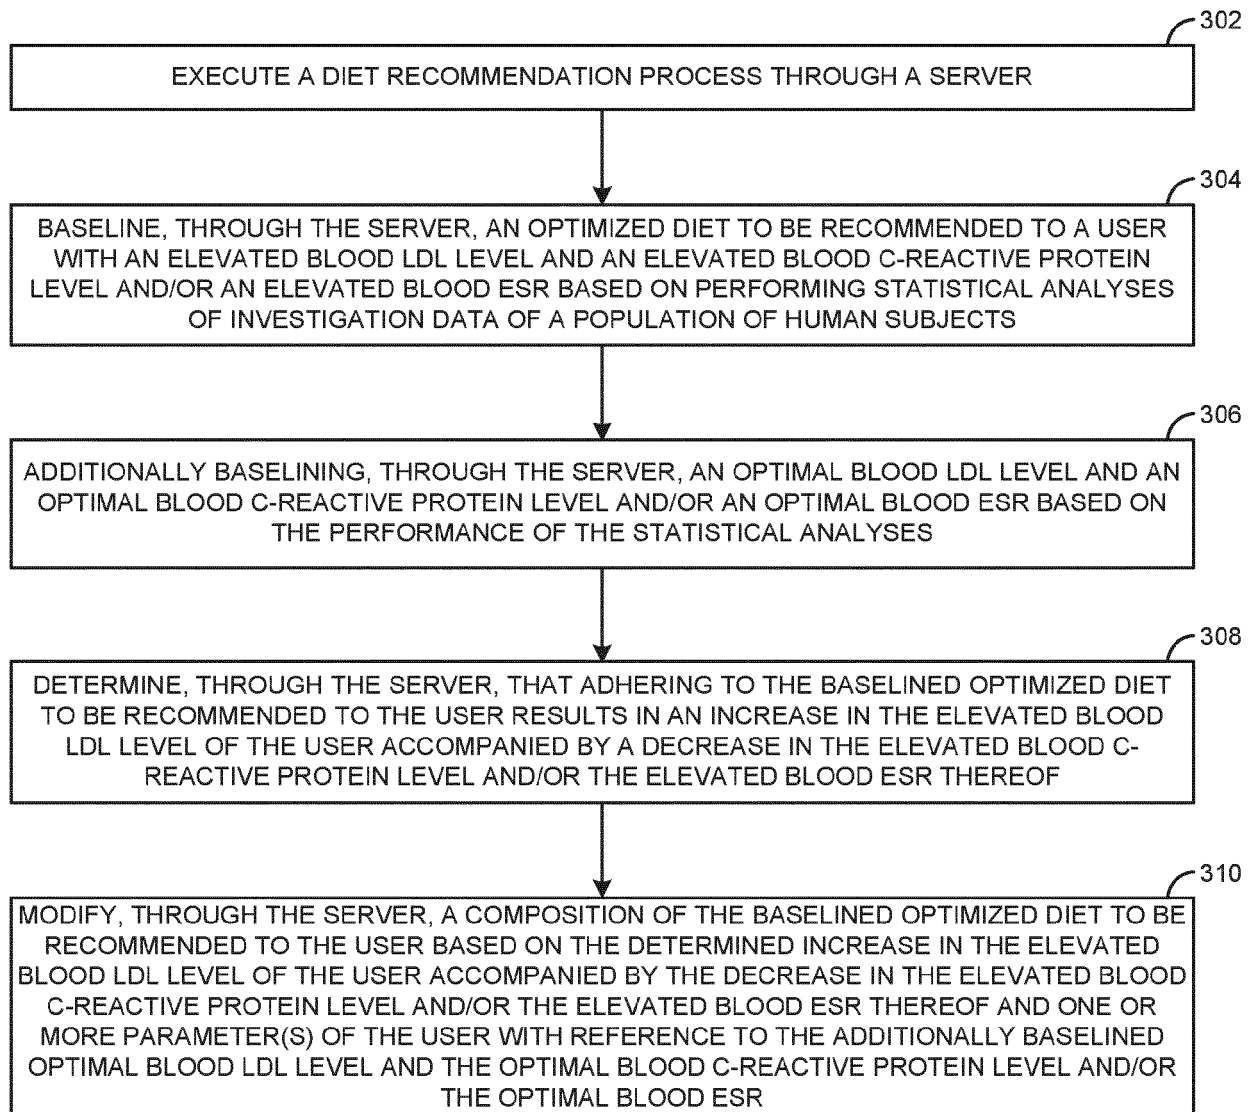 302
EXECUTE A DIET RECOMMENDATION PROCESS THROUGH A SERVER
304
BASELINE, THROUGH THE SERVER, AN OPTIMIZED DIET TO BE RECOMMENDED TO A USER
WITH AN ELEVATED BLOOD LDL LEVEL AND AN ELEVATED BLOOD C-REACTIVE PROTEIN
LEVEL AND/OR AN ELEVATED BLOOD ESR BASED ON PERFORMING STATISTICAL ANALYSES
OF INVESTIGATION DATA OF A POPULATION OF HUMAN SUBJECTS
306
ADDITIONALLY BASELINING, THROUGH THE SERVER, AN OPTIMAL BLOOD LDL LEVEL AND AN
OPTIMAL BLOOD C-REACTIVE PROTEIN LEVEL AND/OR AN OPTIMAL BLOOD ESR BASED ON
THE PERFORMANCE OF THE STATISTICAL ANALYSES
308
DETERMINE, THROUGH THE SERVER, THAT ADHERING TO THE BASELINED OPTIMIZED DIET
TO BE RECOMMENDED TO THE USER RESULTS IN AN INCREASE IN THE ELEVATED BLOOD
LDL LEVEL OF THE USER ACCOMPANIED BY A DECREASE IN THE ELEVATED BLOOD C-
REACTIVE PROTEIN LEVEL AND/OR THE ELEVATED BLOOD ESR THEREOF
310
MODIFY, THROUGH THE SERVER, A COMPOSITION OF THE BASELINED OPTIMIZED DIET TO BE
RECOMMENDED TO THE USER BASED ON THE DETERMINED INCREASE IN THE ELEVATED
BLOOD LDL LEVEL OF THE USER ACCOMPANIED BY THE DECREASE IN THE ELEVATED BLOOD
C-REACTIVE PROTEIN LEVEL AND/OR THE ELEVATED BLOOD ESR THEREOF AND ONE OR
MORE PARAMETER(S) OF THE USER WITH REFERENCE TO THE ADDITIONALLY BASELINED
OPTIMAL BLOOD LDL LEVEL AND THE OPTIMAL BLOOD C-REACTIVE PROTEIN LEVEL AND/OR
THE OPTIMAL BLOOD ESR